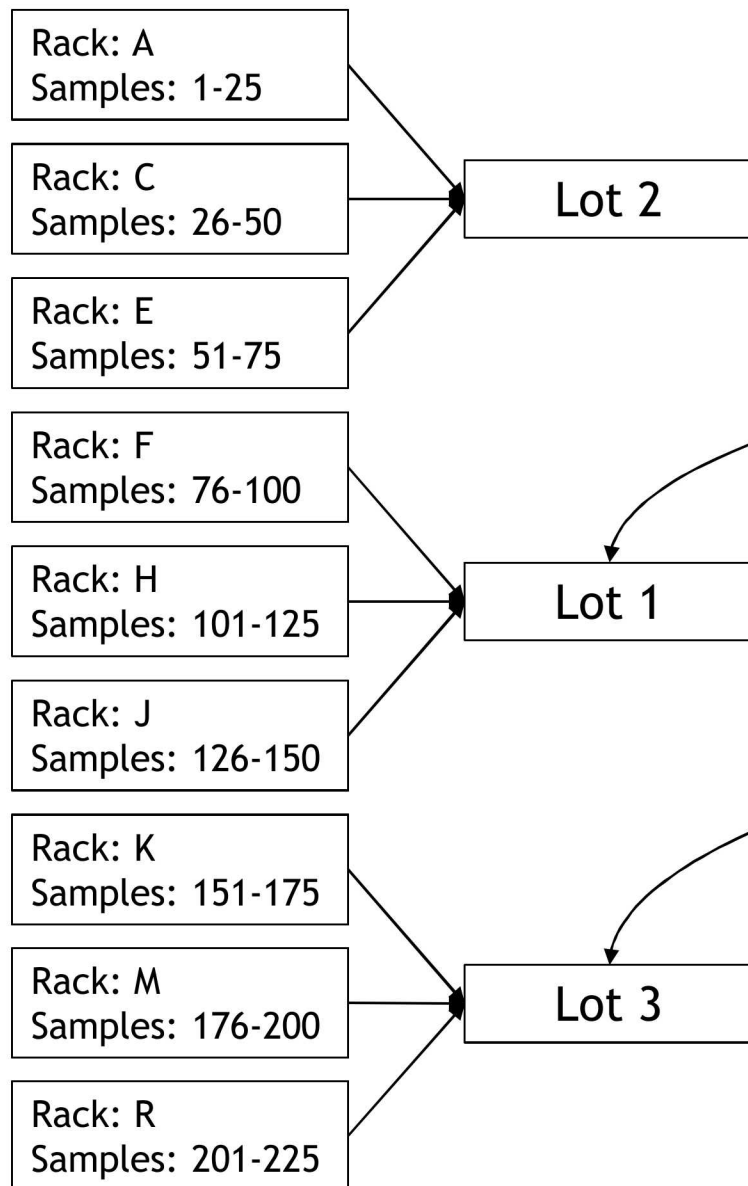 Rack: A
Samples: 1-25
Rack: C
Samples: 26-50
Lot 2
Rack: E
Samples: 51-75
Rack: F
Samples: 76-100
Rack: H
Samples: 101-125
Lot 1
Rack: J
Samples: 126-150
Rack: K
Samples: 151-175
Rack: M
Samples: 176-200
Lot 3
Rack: R
Samples: 201-225